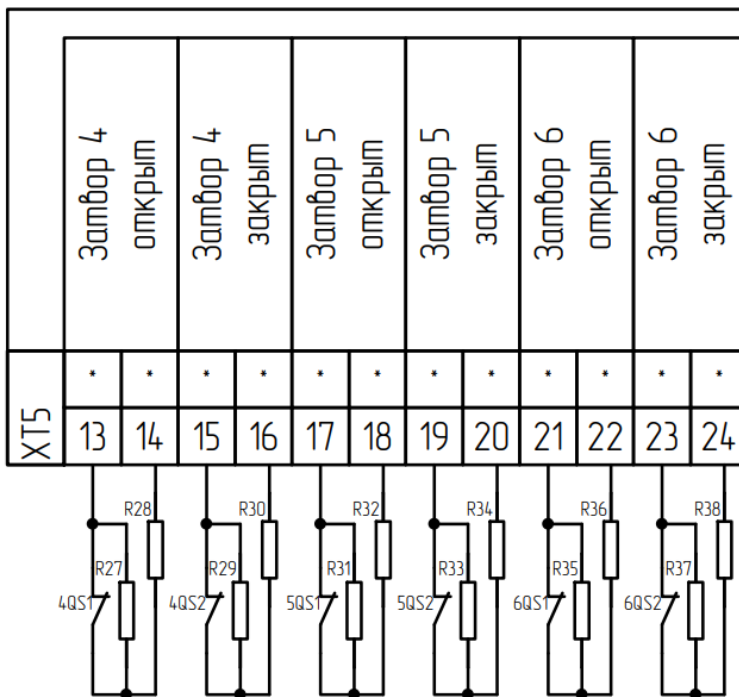 Затвор 4
открыт
Затвор 4
закрыт
Затвор 5
открыт
Затвор 5
закрыт
Затвор 6
открыт
Затвор 6
закрыт
XT5
* * * * * * * * * * * *
13 14 15 16 17 18 19 20 21 22 23 24
R28 R30 R32 R34 R36 R38
R27 R29 R31 R33 R35 R37
4QS1 4QS2 5QS1 5QS2 6QS1 6QS2